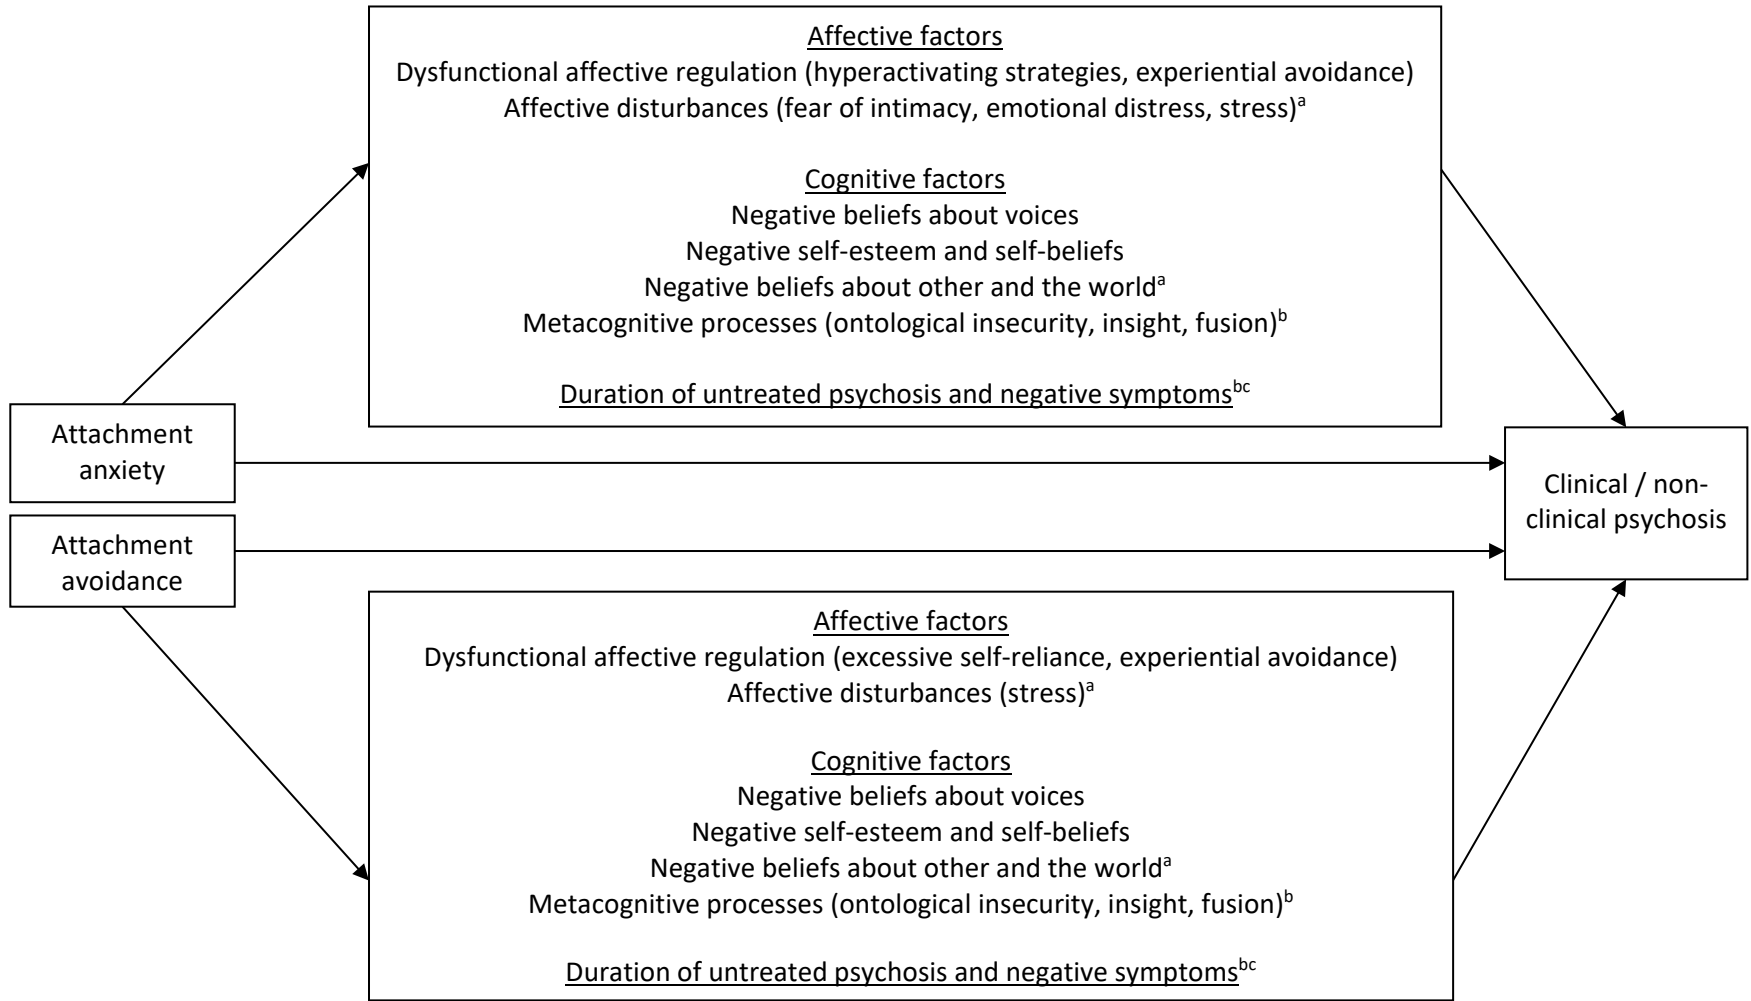 Affective factors
Dysfunctional affective regulation (hyperactivating strategies, experiential avoidance)
Affective disturbances (fear of intimacy, emotional distress, stress)ᵃ
Cognitive factors
Negative beliefs about voices
Negative self-esteem and self-beliefs
Negative beliefs about other and the worldᵃ
Metacognitive processes (ontological insecurity, insight, fusion)ᵇ
Duration of untreated psychosis and negative symptomsᵇᶜ
Attachment
anxiety
Attachment
avoidance
Clinical / non-
clinical psychosis
Affective factors
Dysfunctional affective regulation (excessive self-reliance, experiential avoidance)
Affective disturbances (stress)ᵃ
Cognitive factors
Negative beliefs about voices
Negative self-esteem and self-beliefs
Negative beliefs about other and the worldᵃ
Metacognitive processes (ontological insecurity, insight, fusion)ᵇ
Duration of untreated psychosis and negative symptomsᵇᶜ